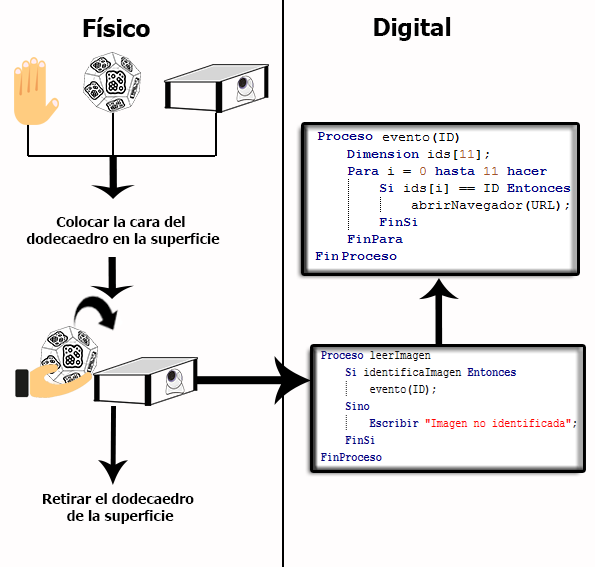 Físico
Colocar la cara del
dodecaedro en la superficie
Retirar el dodecaedro
de la superficie
Digital
Proceso evento(ID)
Dimension ids[11];
Para i = 0 hasta 11 hacer
Si ids[i] == ID Entonces
abrirNavegador(URL);
FinSi
FinPara
Fin Proceso
Proceso leerImagen
Si identificaImagen Entonces
evento(ID);
Sino
Escribir "Imagen no identificada";
FinSi
FinProceso